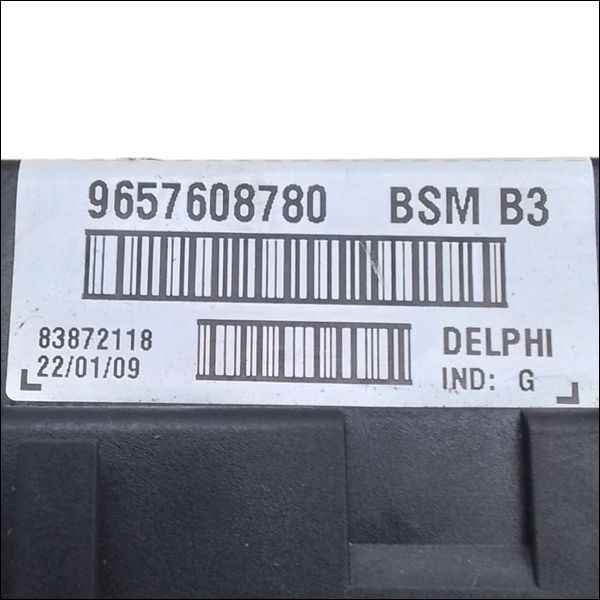 9657608780 BSM B3
83872118 DELPHI
22/01/09 IND: G